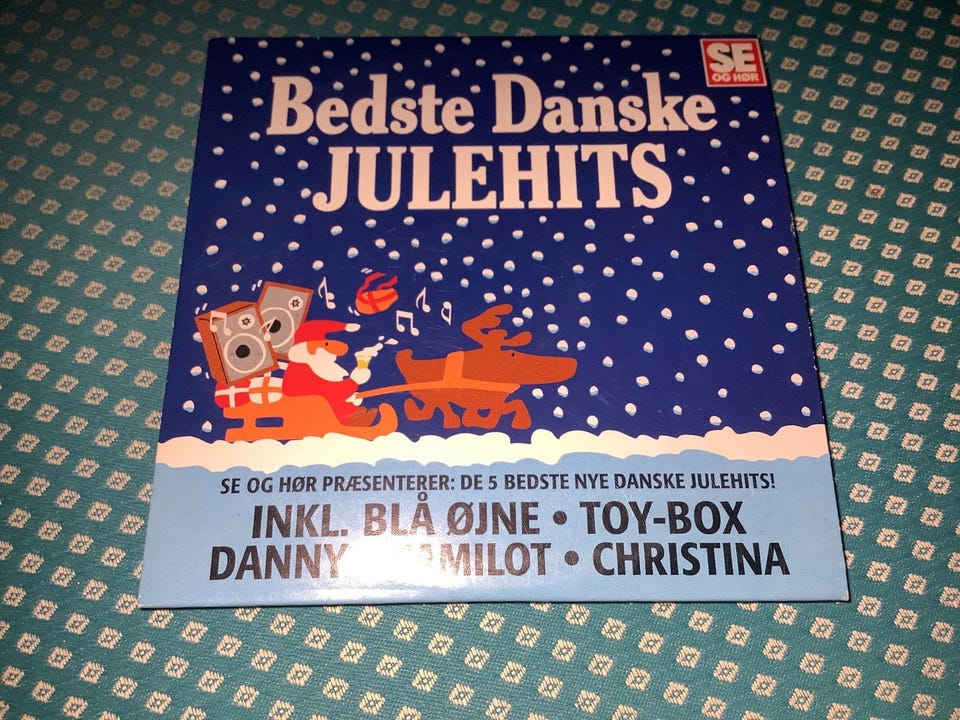 SE
OG HØR
Bedste Danske
JULEHITS
SE OG HØR PRÆSENTERER: DE 5 BEDSTE NYE DANSKE JULEHITS!
INKL. BLÅ ØJNE • TOY-BOX
DANNY MILOT • CHRISTINA